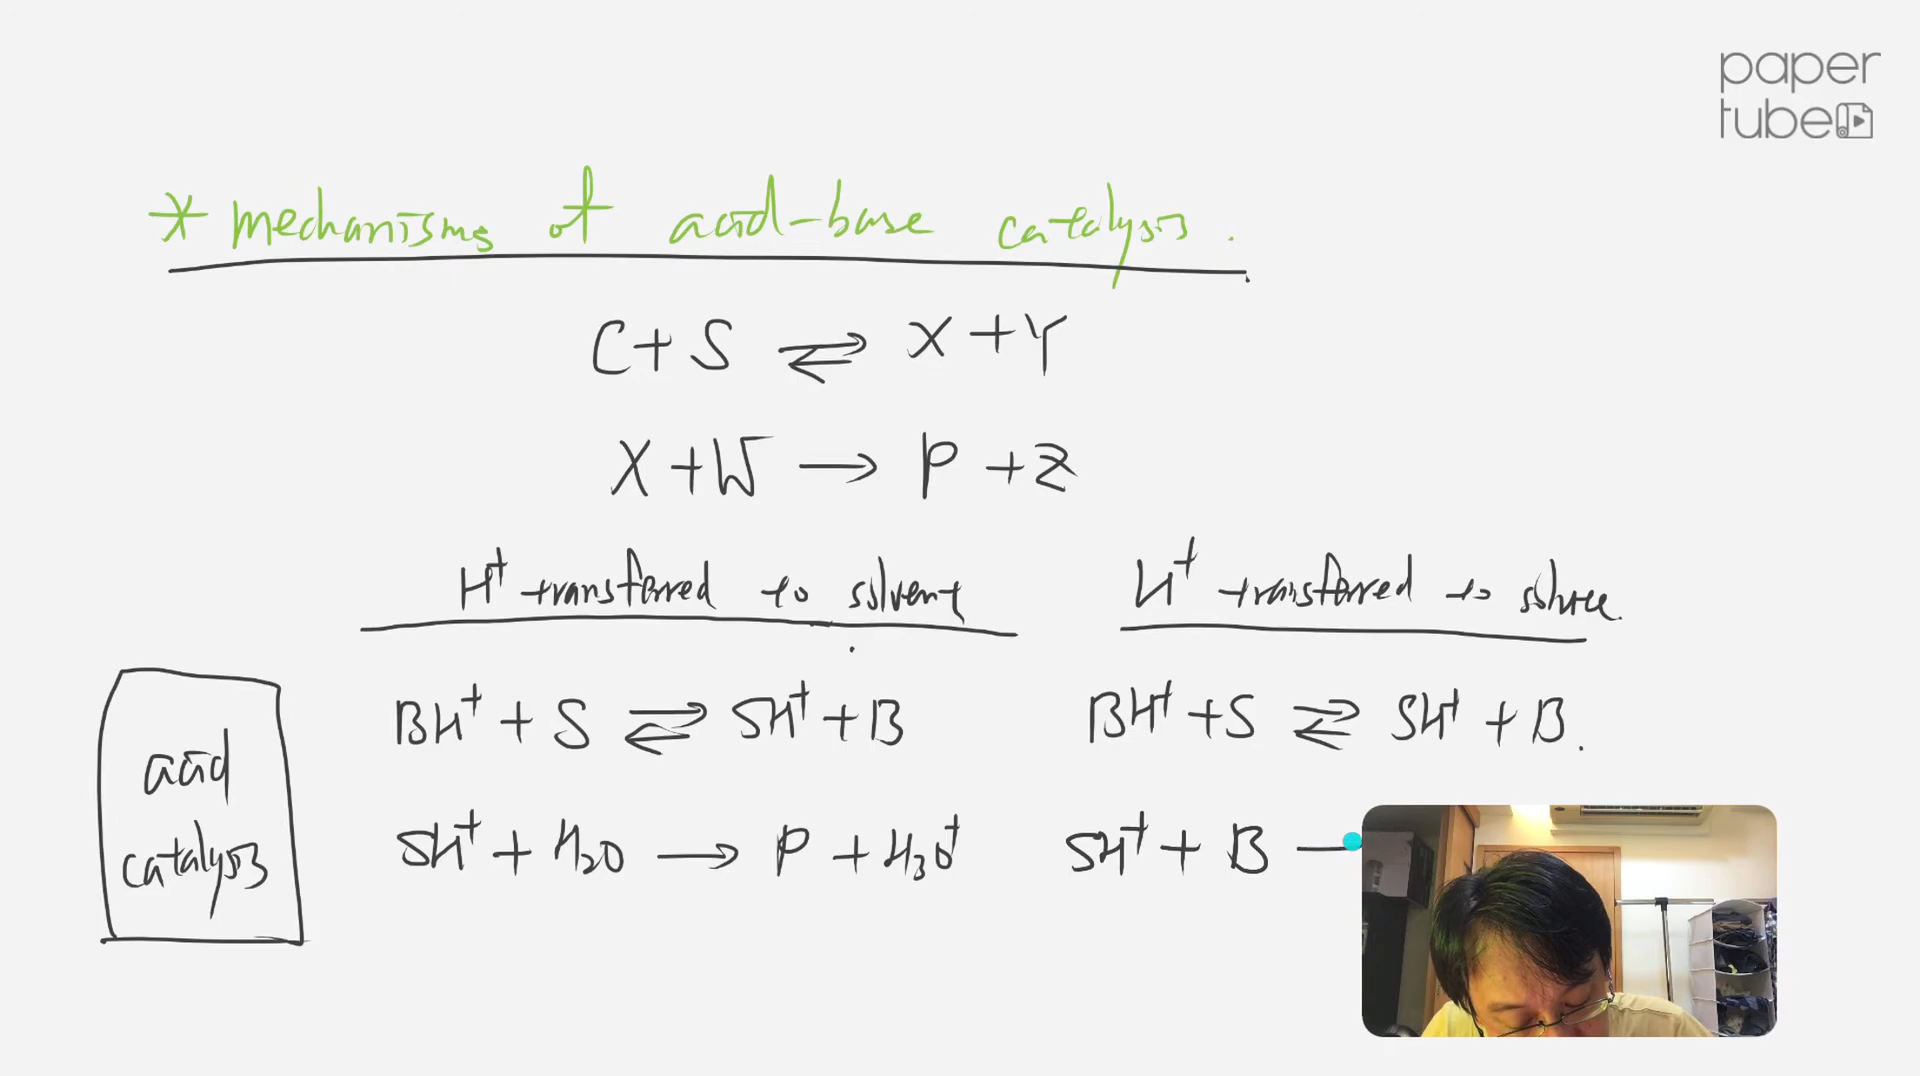 paper
tube
* mechanisms of acid-base catalysis.
C + S ⇌ X + Y
X + W → P + Z
H⁺ transferred to solvent
H⁺ transferred to solute.
acid
catalysis
BH⁺ + S ⇌ SH⁺ + B
BH⁺ + S ⇌ SH⁺ + B.
SH⁺ + H₂O → P + H₃O⁺
SH⁺ + B —